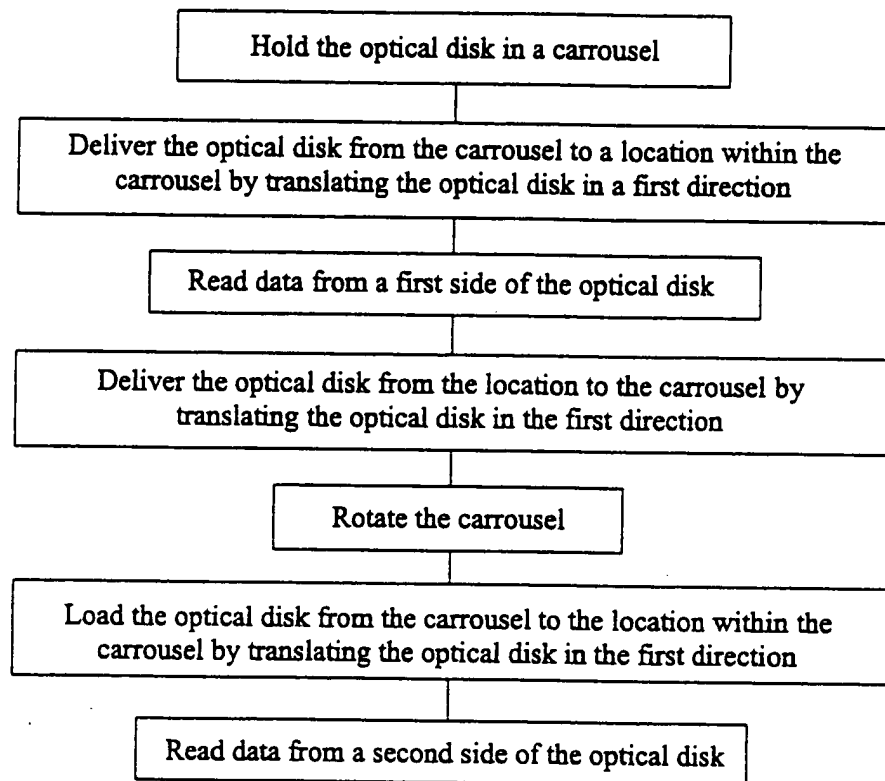 Hold the optical disk in a carrousel
Deliver the optical disk from the carrousel to a location within the
carrousel by translating the optical disk in a first direction
Read data from a first side of the optical disk
Deliver the optical disk from the location to the carrousel by
translating the optical disk in the first direction
Rotate the carrousel
Load the optical disk from the carrousel to the location within the
carrousel by translating the optical disk in the first direction
Read data from a second side of the optical disk